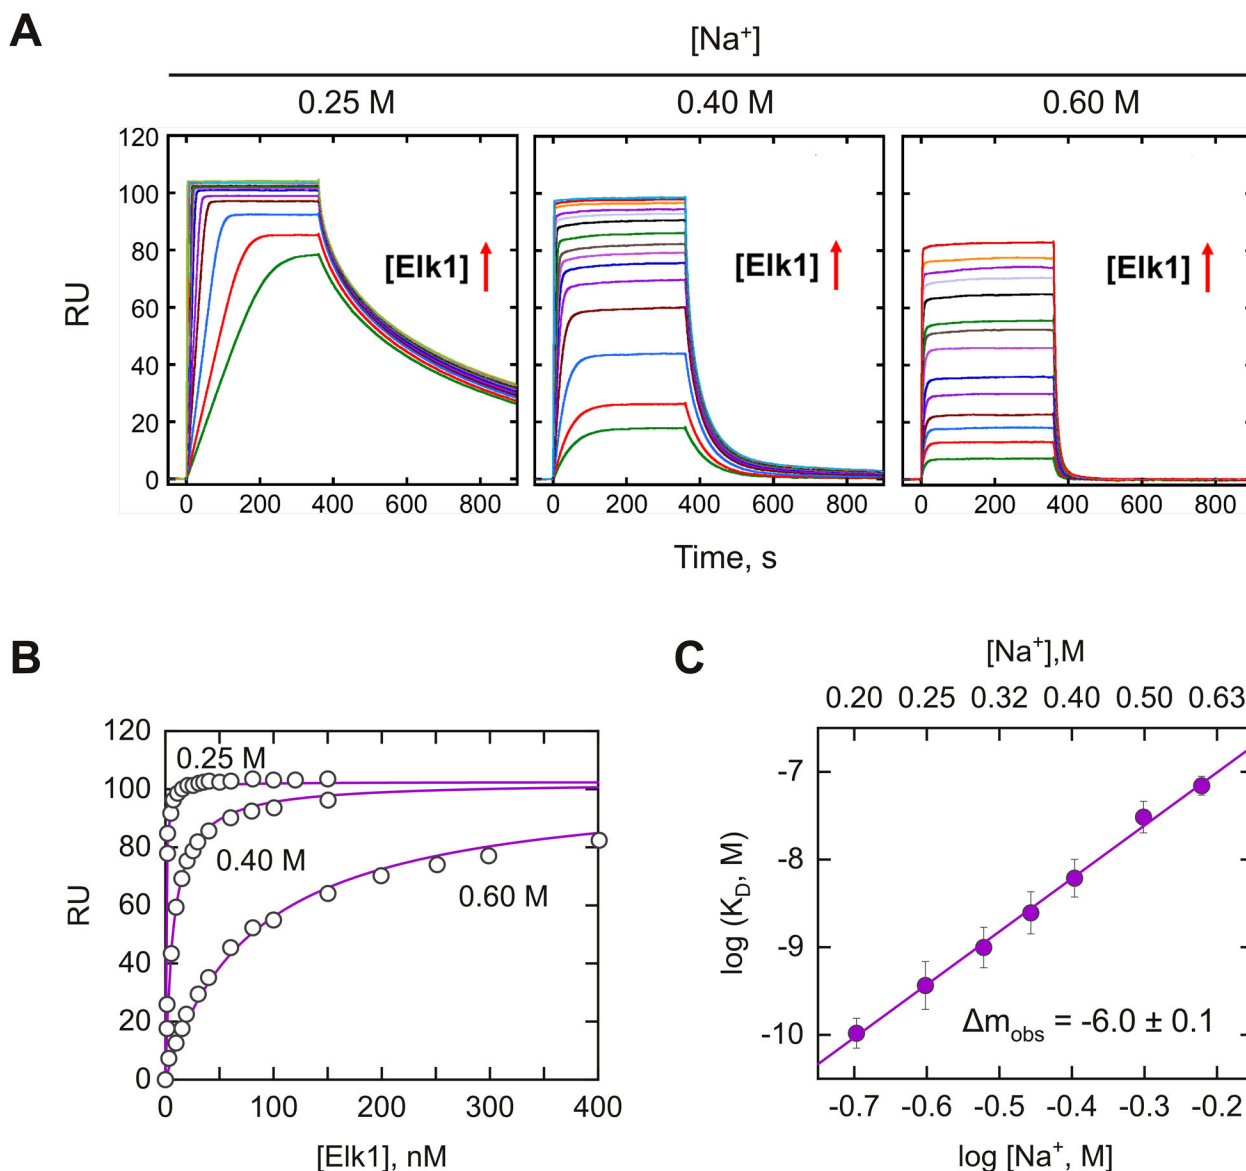 A
[Na⁺]
0.25 M 0.40 M 0.60 M
120
100
80
60
40
20
0
RU
[Elk1] [Elk1] [Elk1]
0 200 400 600 800 0 200 400 600 800 0 200 400 600 800
Time, s
B
120
100
80
60
40
20
0
RU
0.25 M
0.40 M
0.60 M
0 100 200 300 400
[Elk1], nM
C
[Na⁺],M
0.20 0.25 0.32 0.40 0.50 0.63
-7
-8
-9
-10
log (K_D, M)
Δm_obs = -6.0 ± 0.1
-0.7 -0.6 -0.5 -0.4 -0.3 -0.2
log [Na⁺, M]